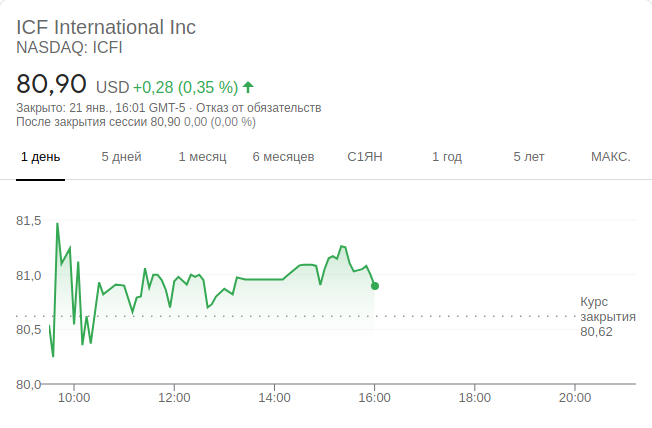 ICF International Inc
NASDAQ: ICFI
80,90 USD +0,28 (0,35 %)
Закрыто: 21 янв., 16:01 GMT-5 · Отказ от обязательств
После закрытия сессии 80,90 0,00 (0,00 %)
1 день 5 дней 1 месяц 6 месяцев С1ЯН 1 год 5 лет МАКС.
81,5
81,0
80,5
80,0
Курс
закрытия
80,62
10:00 12:00 14:00 16:00 18:00 20:00